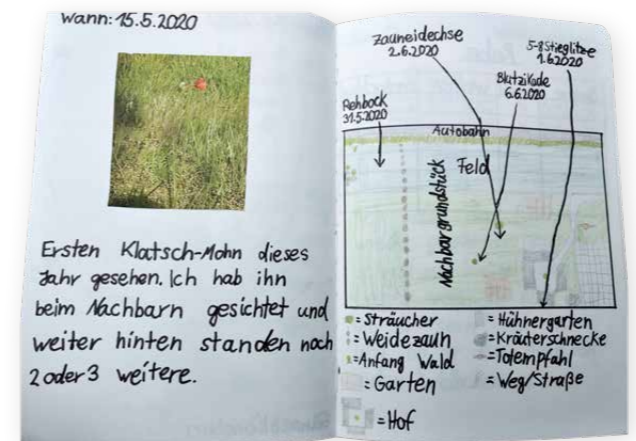 Wann: 15.5.2020
Ersten Klatsch-Mohn dieses
Jahr gesehen. Ich hab ihn
beim Nachbarn gesichtet und
weiter hinten standen noch
2 oder 3 weitere.
Zauneidechse
2.6.2020
5-8 Stieglitze
1.6.2020
Blutzikade
6.6.2020
Rehbock
31.5.2020
Autobahn
Feld
Nachbargrundstück
= Sträucher
= Weidezaun
= Anfang Wald
= Garten
= Hof
= Hühnergarten
= Kräuterschnecke
= Totempfahl
= Weg/Straße